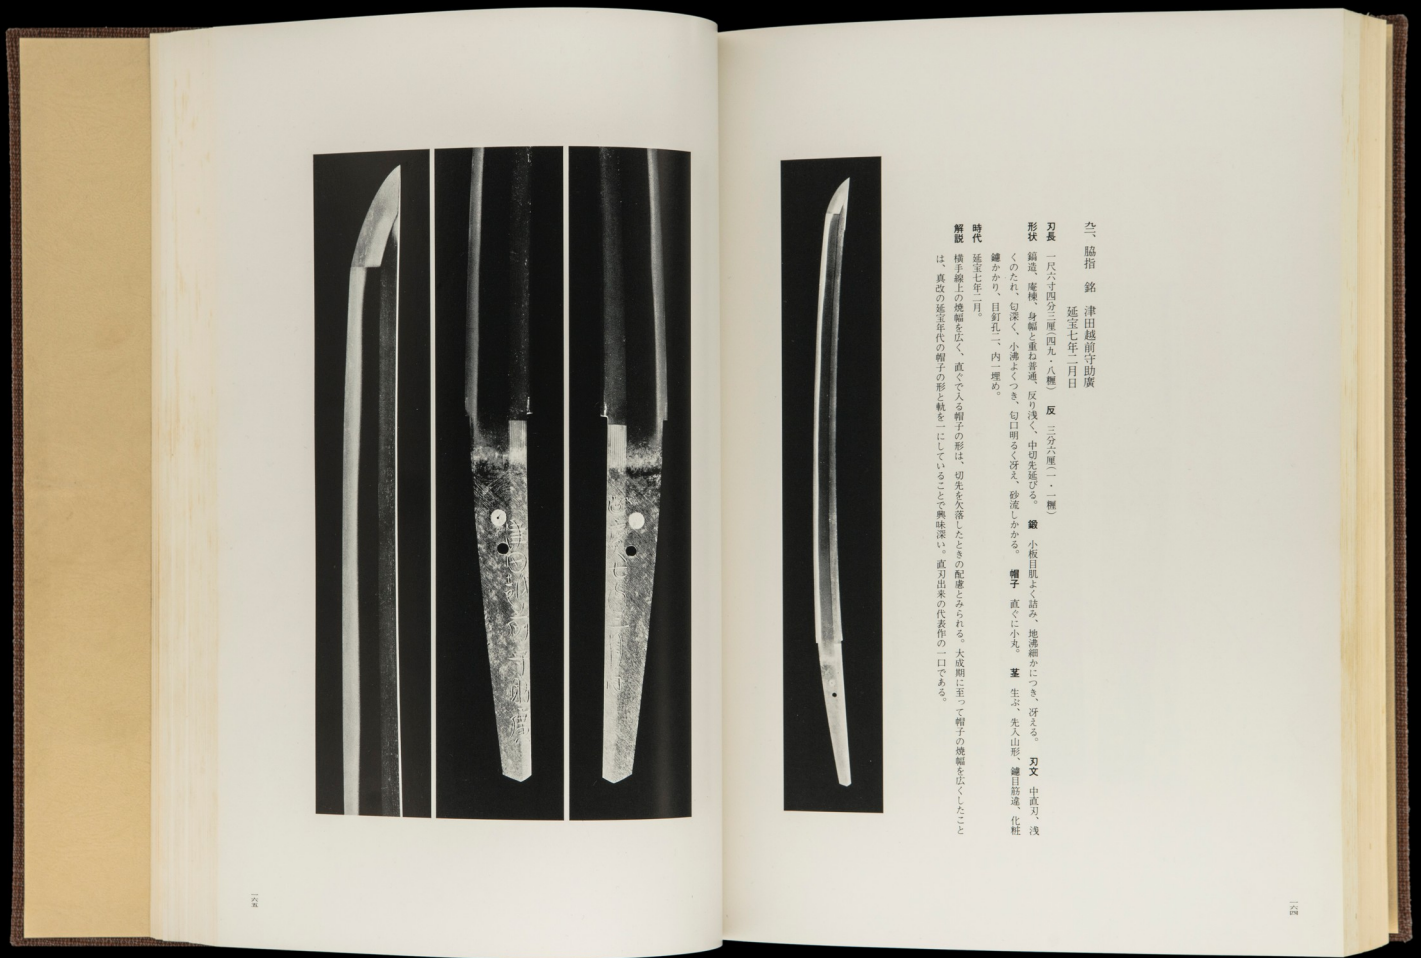 九二、脇指　銘　津田越前守助廣
延宝七年二月日
刃長　一尺六寸四分三厘（四九・八糎）　反　三分六厘（一・一糎）
形状　鎬造、庵棟、身幅と重ね普通、反り浅く、中切先延びる。　鍛　小板目肌よく詰み、地沸細かにつき、冴える。　刃文　中直刃、浅
くのたれ、匂深く、小沸よくつき、匂口明るく冴え、砂流しかかる。　帽子　直ぐに小丸。　茎　生ぶ、先入山形、鑢目筋違、化粧
鑢かかり、目釘孔二、内一埋め。
時代　延宝七年二月。
解説　横手線上の焼幅を広く、直ぐで入る帽子の形は、切先を欠落したときの配慮とみられる。大成期に至って帽子の焼幅を広くしたこと
は、真改の延宝年代の帽子の形と軌を一にしていることで興味深い。直刃出来の代表作の一口である。
一六四
一六五